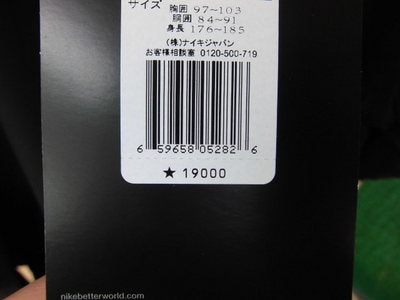 サイズ 胸囲 97〜103
胴囲 84〜91
身長 176〜185
(株)ナイキジャパン
お客様相談室 0120-500-719
6 59658 05282 6
★ 19000
nikebetterworld.com